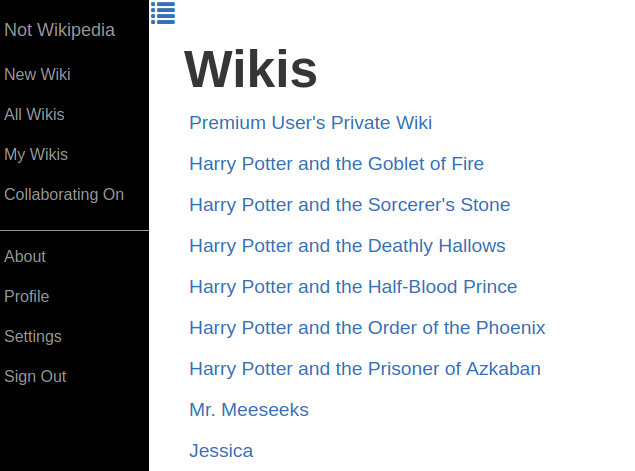 Not Wikipedia
New Wiki
All Wikis
My Wikis
Collaborating On
About
Profile
Settings
Sign Out
Wikis
Premium User's Private Wiki
Harry Potter and the Goblet of Fire
Harry Potter and the Sorcerer's Stone
Harry Potter and the Deathly Hallows
Harry Potter and the Half-Blood Prince
Harry Potter and the Order of the Phoenix
Harry Potter and the Prisoner of Azkaban
Mr. Meeseeks
Jessica